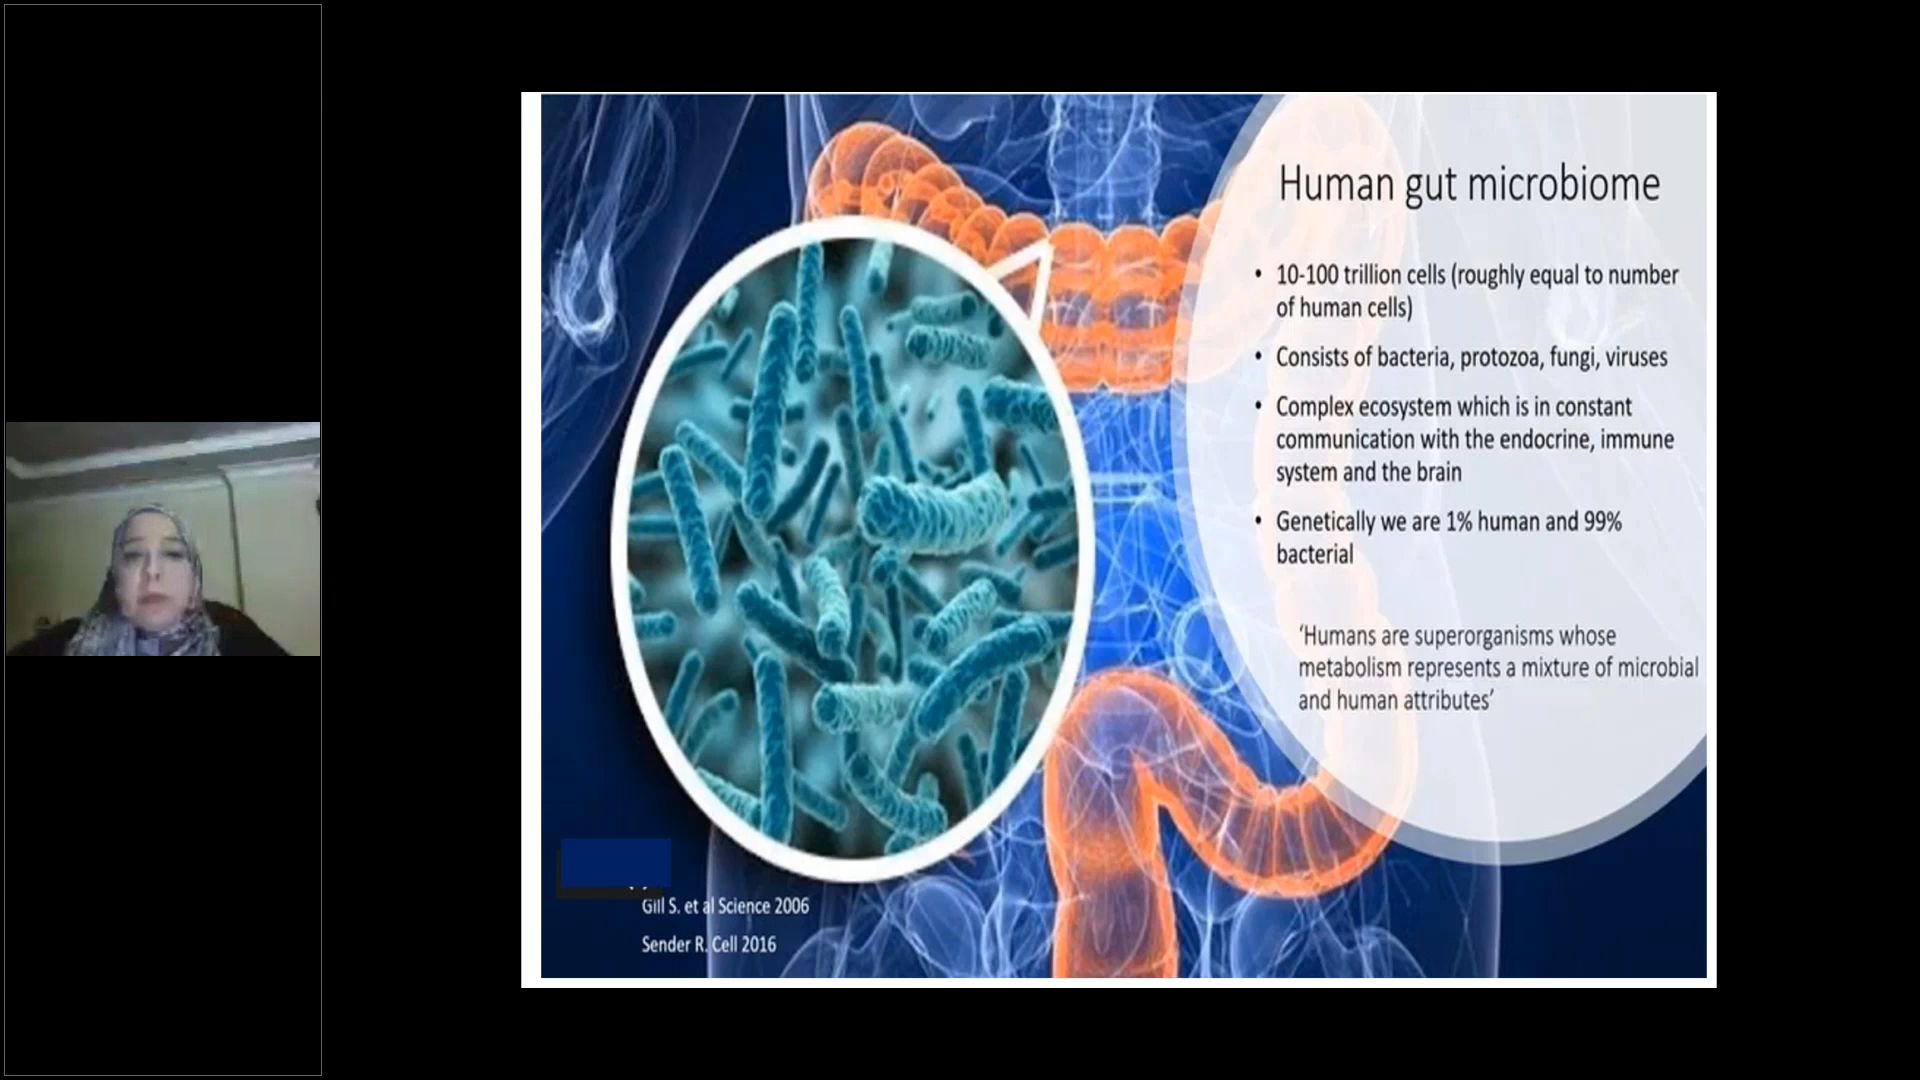 Human gut microbiome
• 10-100 trillion cells (roughly equal to number
of human cells)
• Consists of bacteria, protozoa, fungi, viruses
• Complex ecosystem which is in constant
communication with the endocrine, immune
system and the brain
• Genetically we are 1% human and 99%
bacterial
‘Humans are superorganisms whose
metabolism represents a mixture of microbial
and human attributes’
Gill S. et al Science 2006
Sender R. Cell 2016